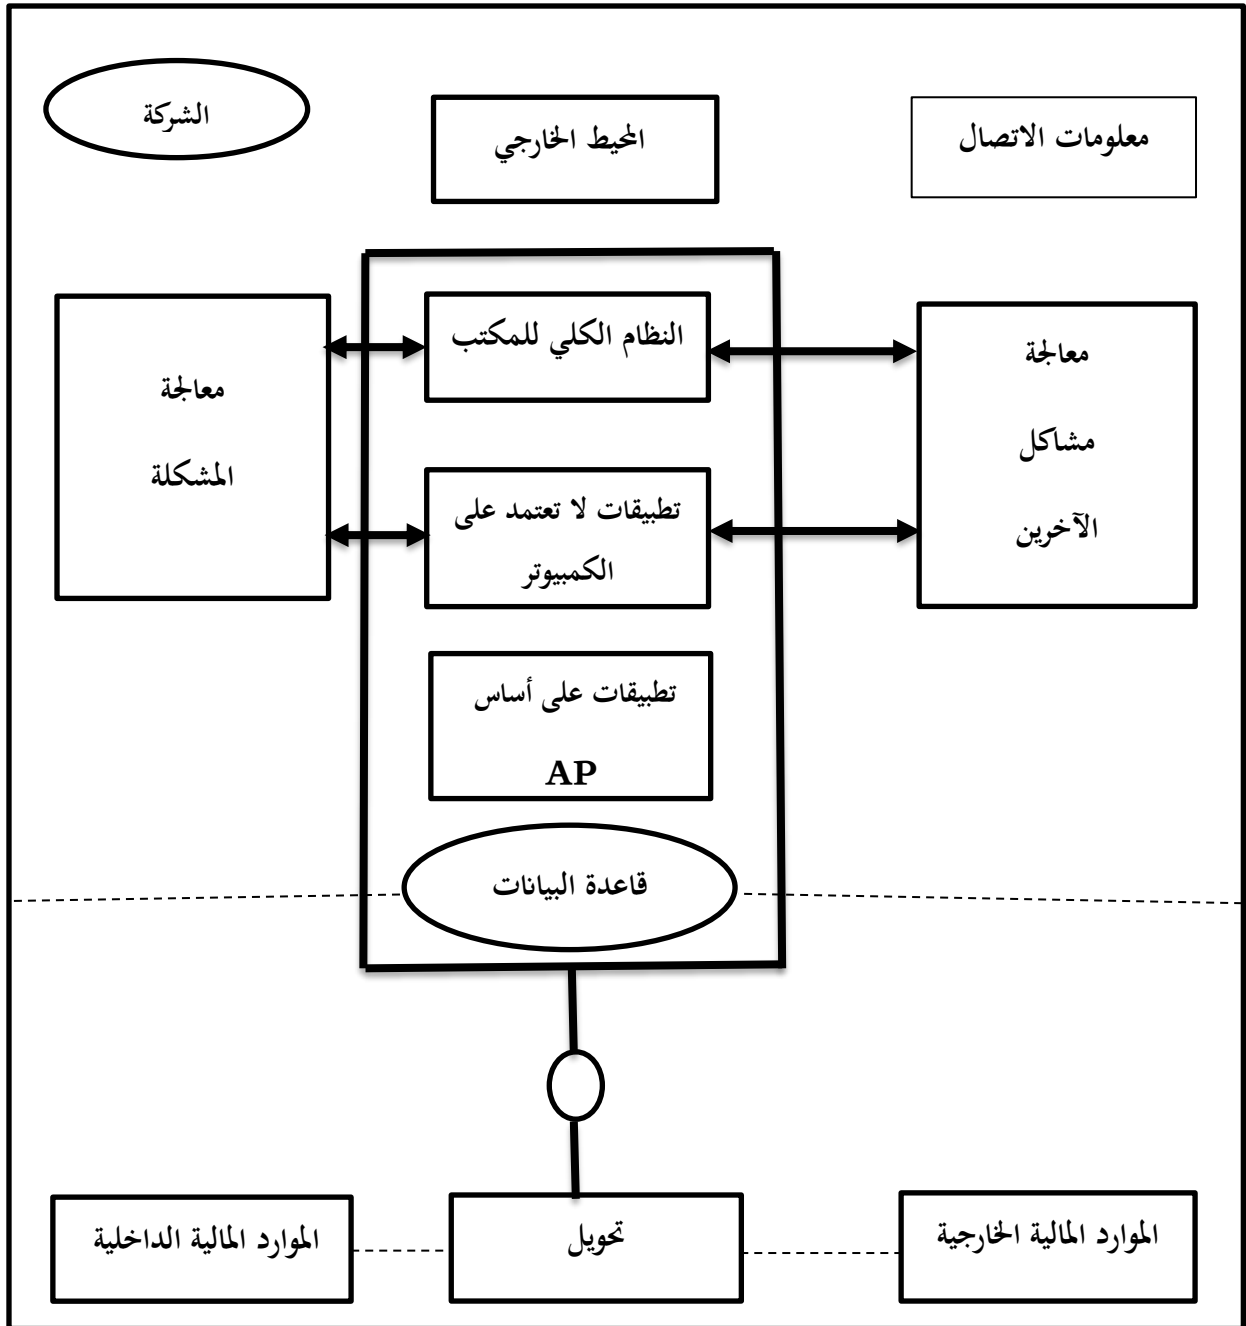 معلومات الاتصال
المحيط الخارجي
الشركة
معالجة
مشاكل
الآخرين
النظام الكلي للمكتب
تطبيقات لا تعتمد على
الكمبيوتر
تطبيقات على أساس
AP
قاعدة البيانات
معالجة
المشكلة
الموارد المالية الخارجية
تحويل
الموارد المالية الداخلية